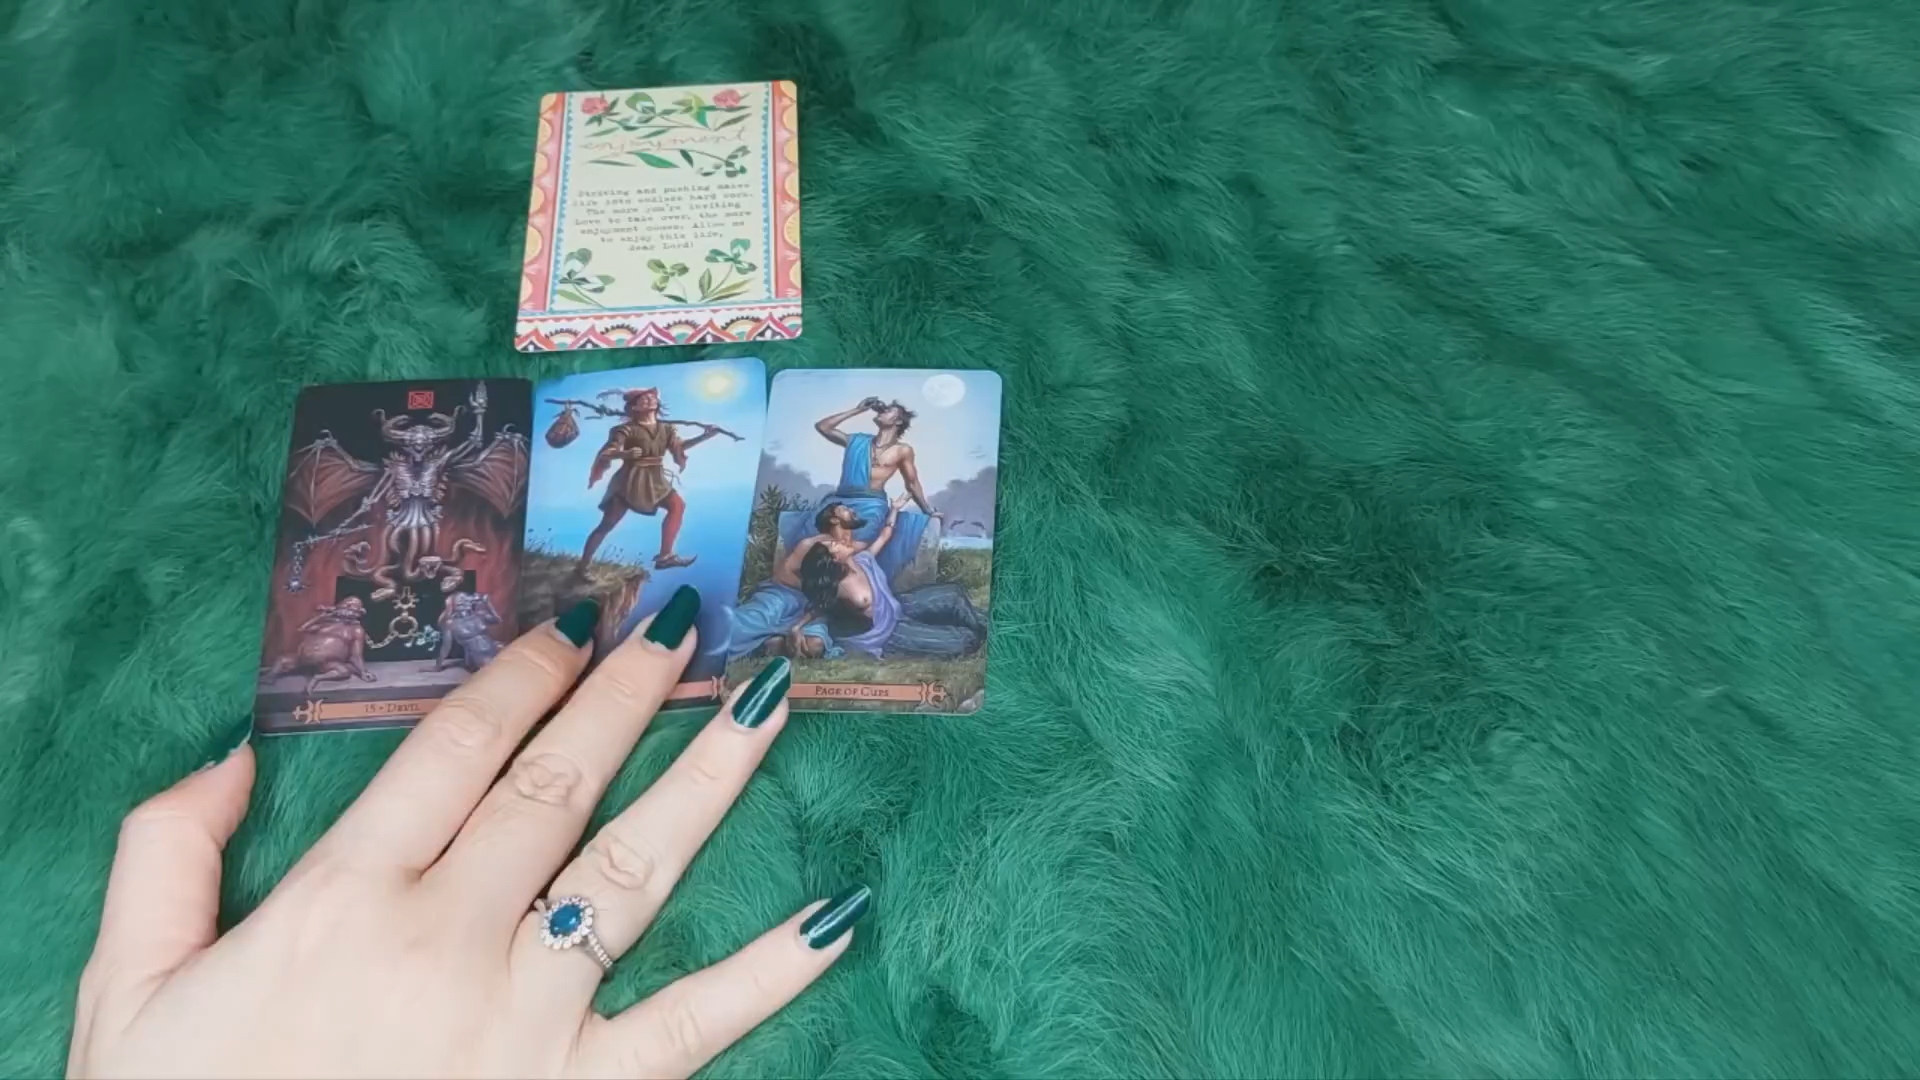 enjoyment
Striving and pushing makes
life into endless hard work.
The more you're inviting
Love to take over, the more
enjoyment comes. Allow me
to enjoy this life,
dear Lord!
15 • Devil
Page of Cups